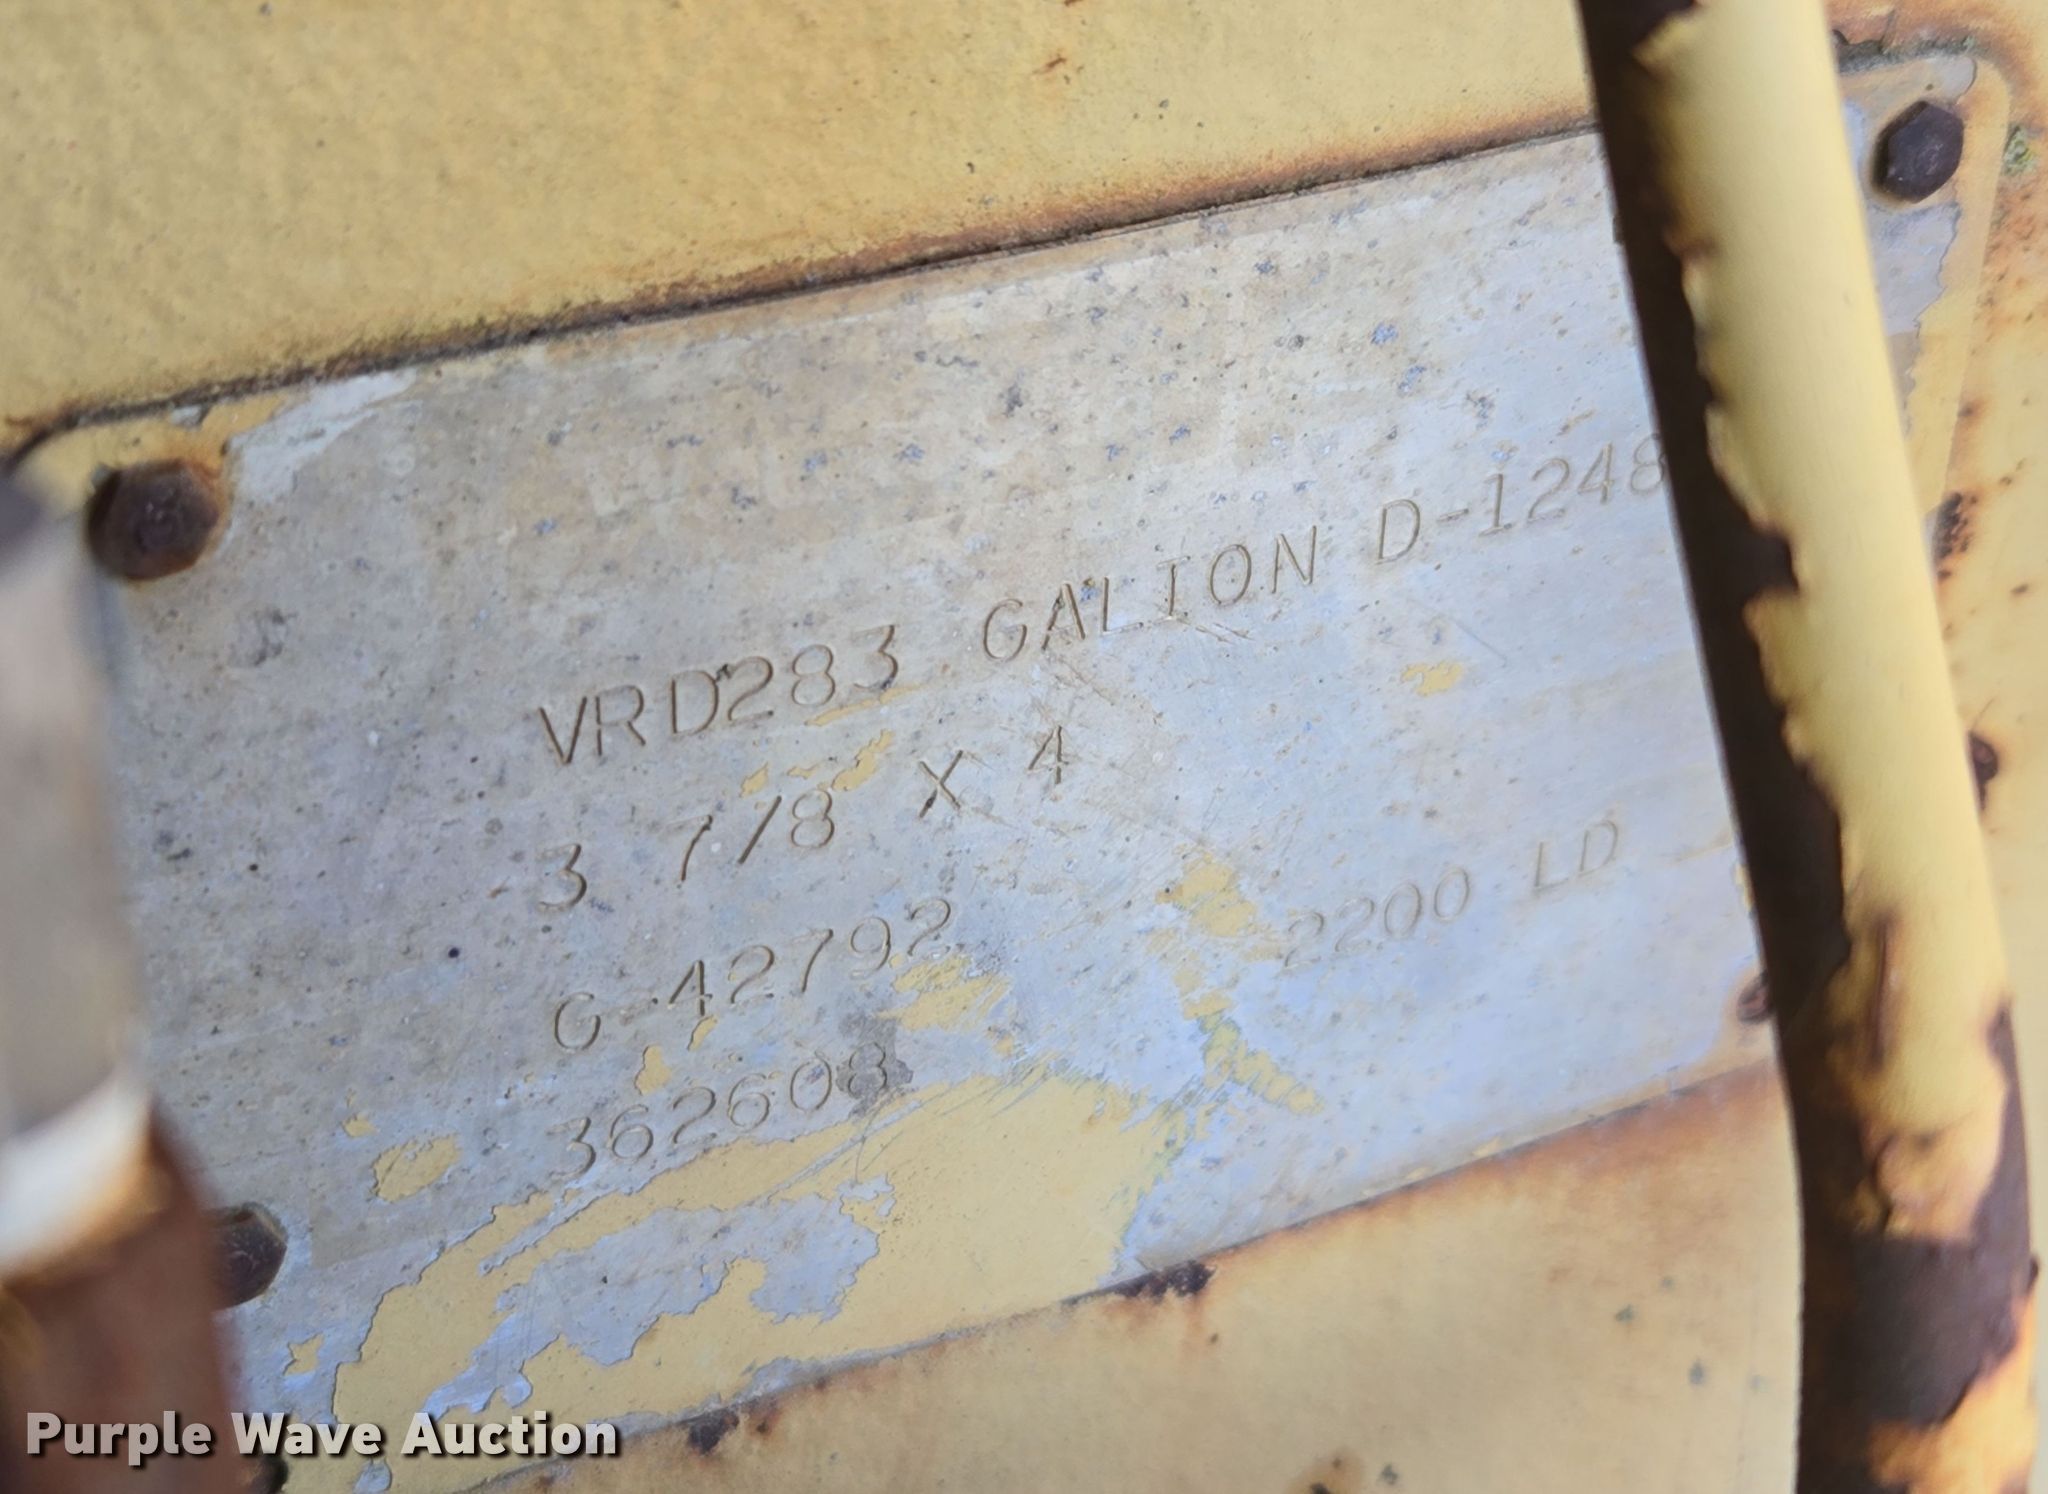 VRD283 GALION D-1248
3 7/8 X 4
G-42792 2200 LD
362608
Purple Wave Auction